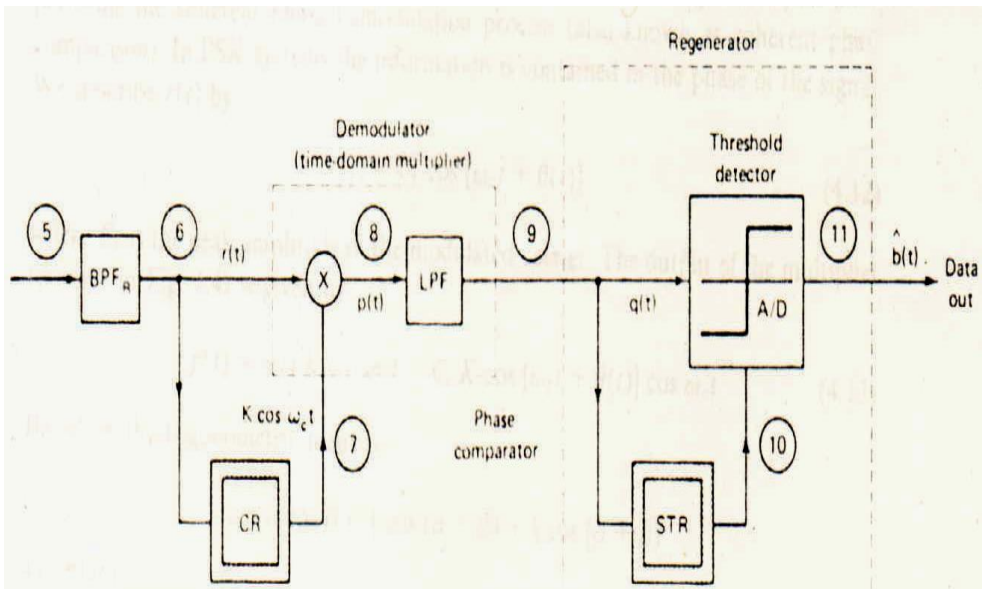 Regenerator
Demodulator
(time-domain multiplier)
Threshold
detector
5
6
8
9
11
r(t)
b̂(t)
BPF_R
X
p(t)
LPF
q(t)
A/D
Data
out
K cos ω_c t
7
Phase
comparator
10
CR
STR